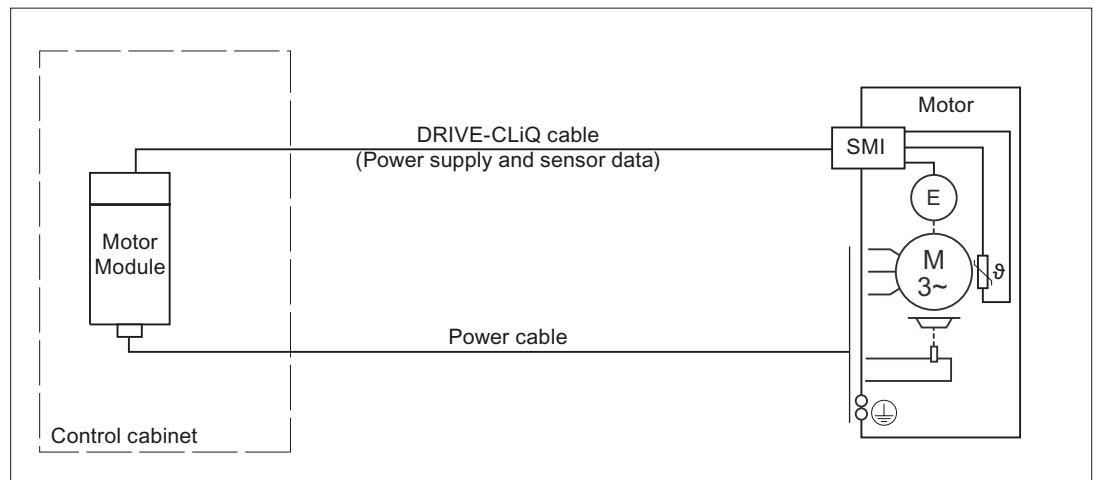 Motor
DRIVE-CLiQ cable
(Power supply and sensor data)
SMI
E
Motor
Module
M
3~
ϑ
Power cable
Control cabinet